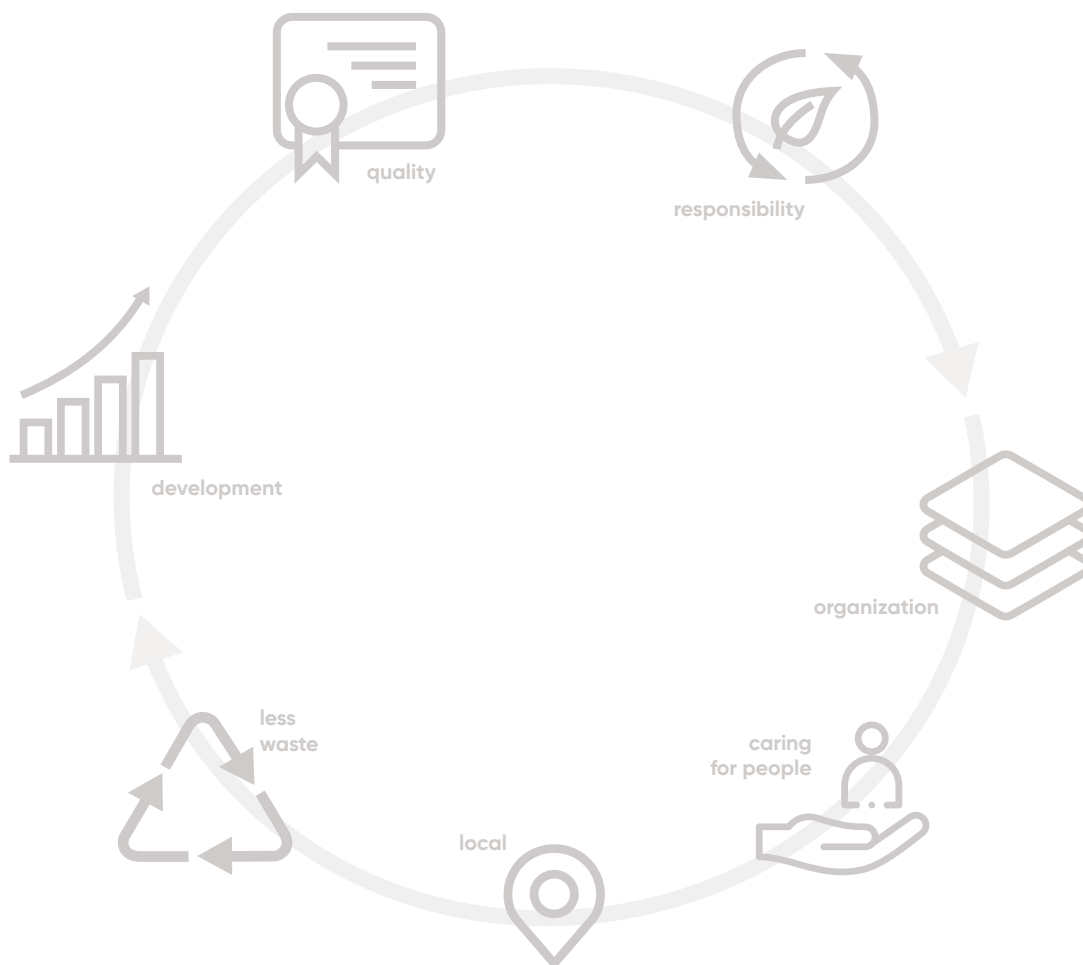 quality
responsibility
development
organization
less
waste
caring
for people
local